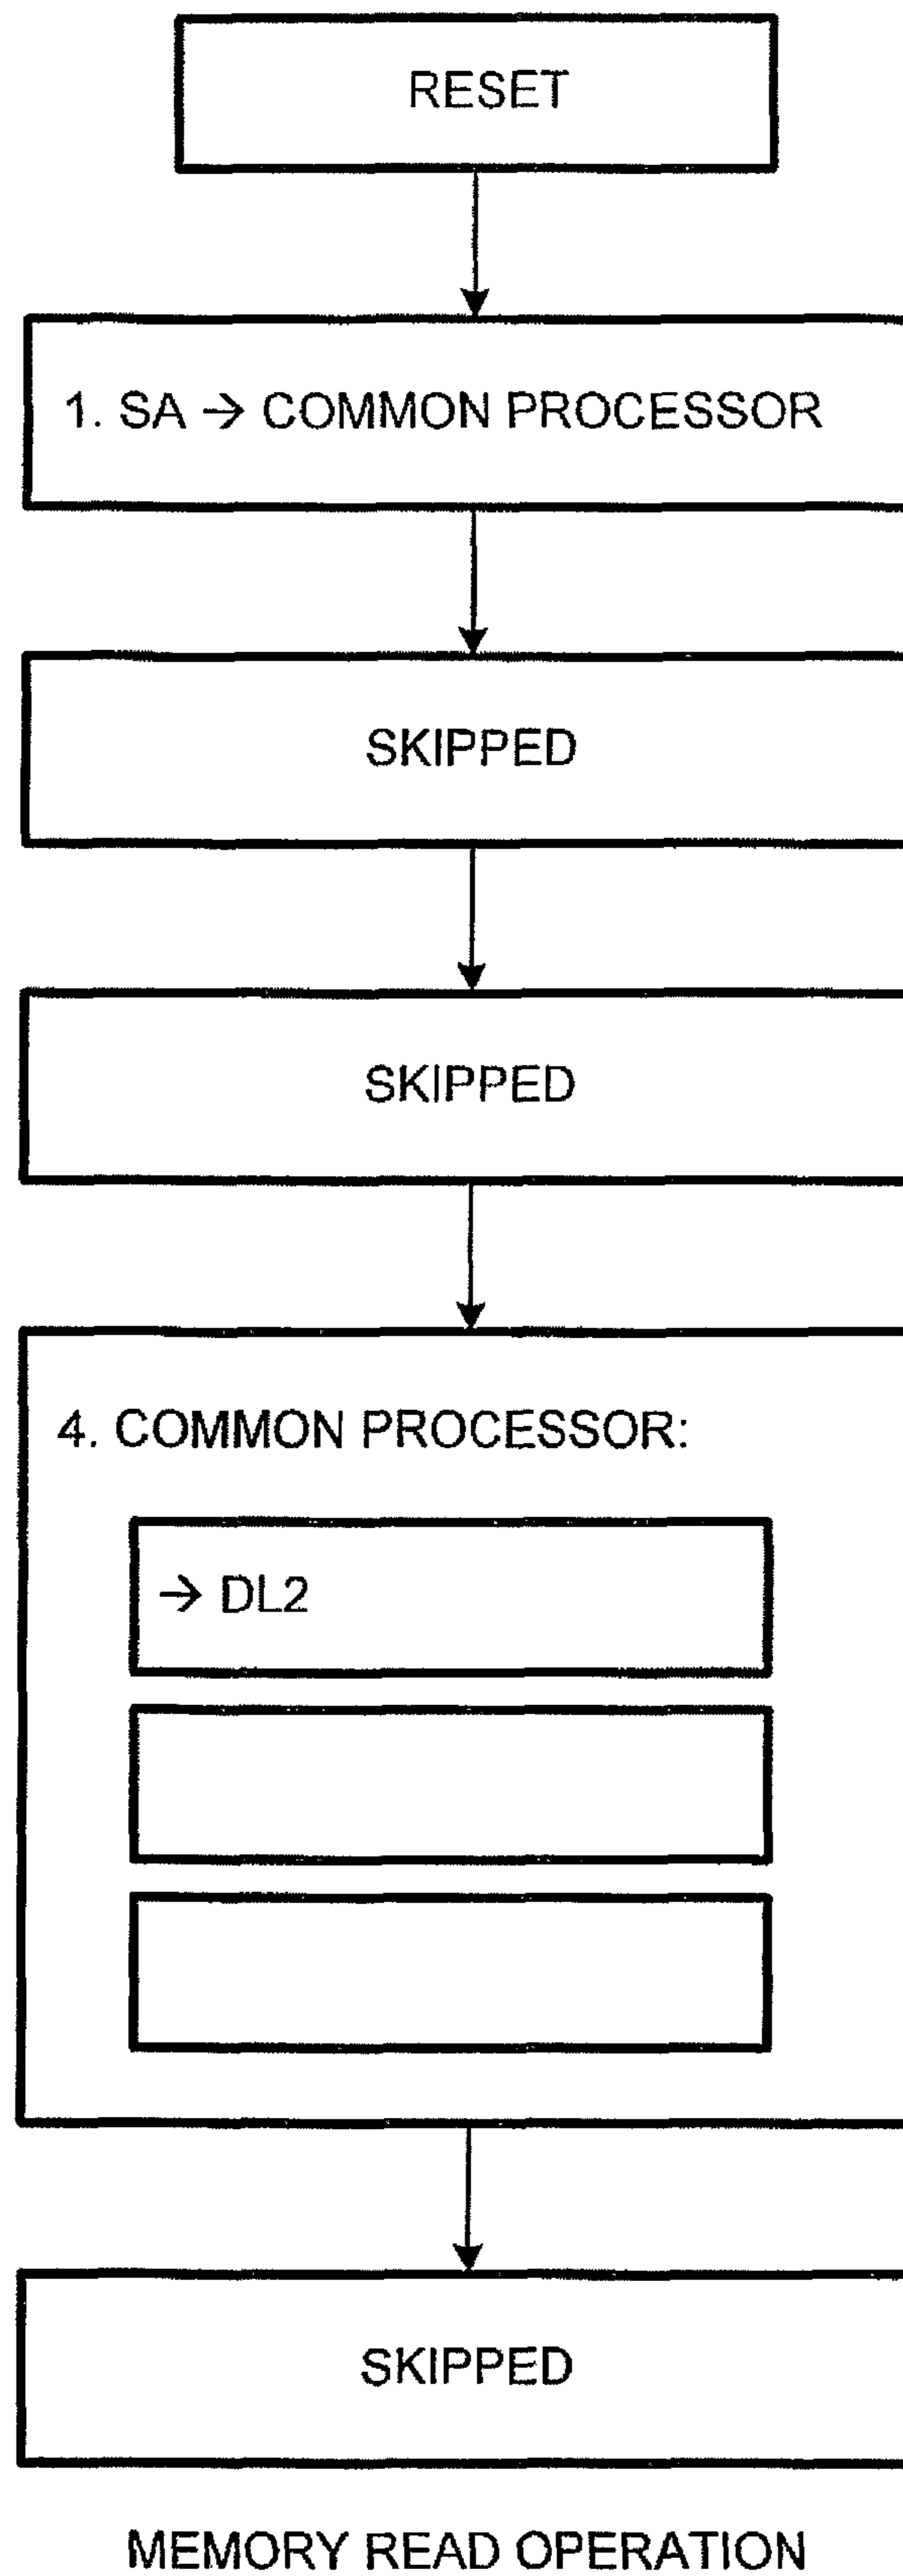 RESET
1. SA → COMMON PROCESSOR
SKIPPED
SKIPPED
4. COMMON PROCESSOR:
→ DL2
SKIPPED
MEMORY READ OPERATION